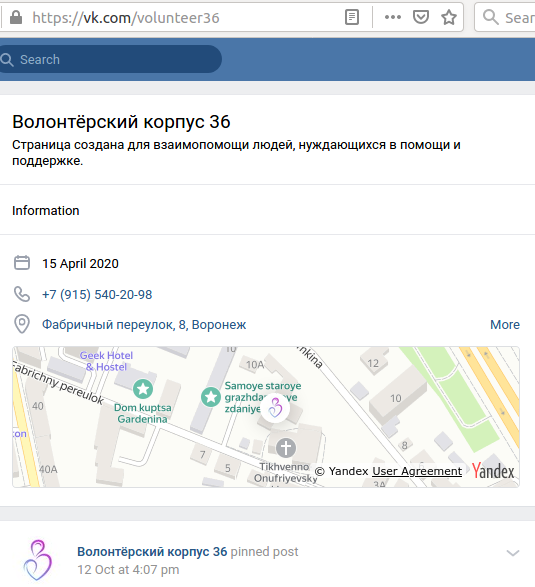 https://vk.com/volunteer36
Sear
Search
Волонтёрский корпус 36
Страница создана для взаимопомощи людей, нуждающихся в помощи и
поддержке.
Information
15 April 2020
+7 (915) 540-20-98
Фабричный переулок, 8, Воронеж
More
Geek Hotel
& Hostel
Fabrichny pereulok
10
10A
nkina
12
Samoye staroye
grazhdanskoye
zdaniye
Dom kuptsa
Gardenina
40
10
ton
7
5
8
40A
Tikhvenno
Onufriyevsky
3A
© Yandex User Agreement
Yandex
Волонтёрский корпус 36 pinned post
12 Oct at 4:07 pm